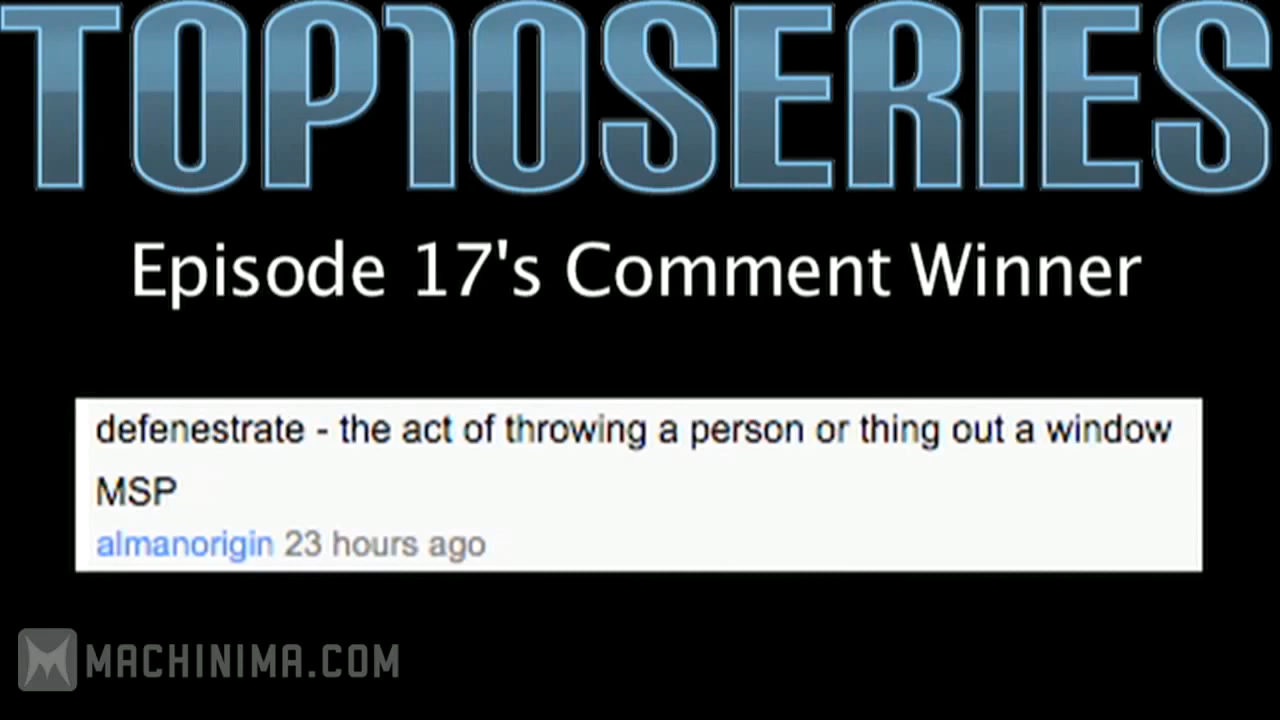 TOP10SERIES
Episode 17's Comment Winner
defenestrate - the act of throwing a person or thing out a window
MSP
almanorigin 23 hours ago
MACHINIMA.COM